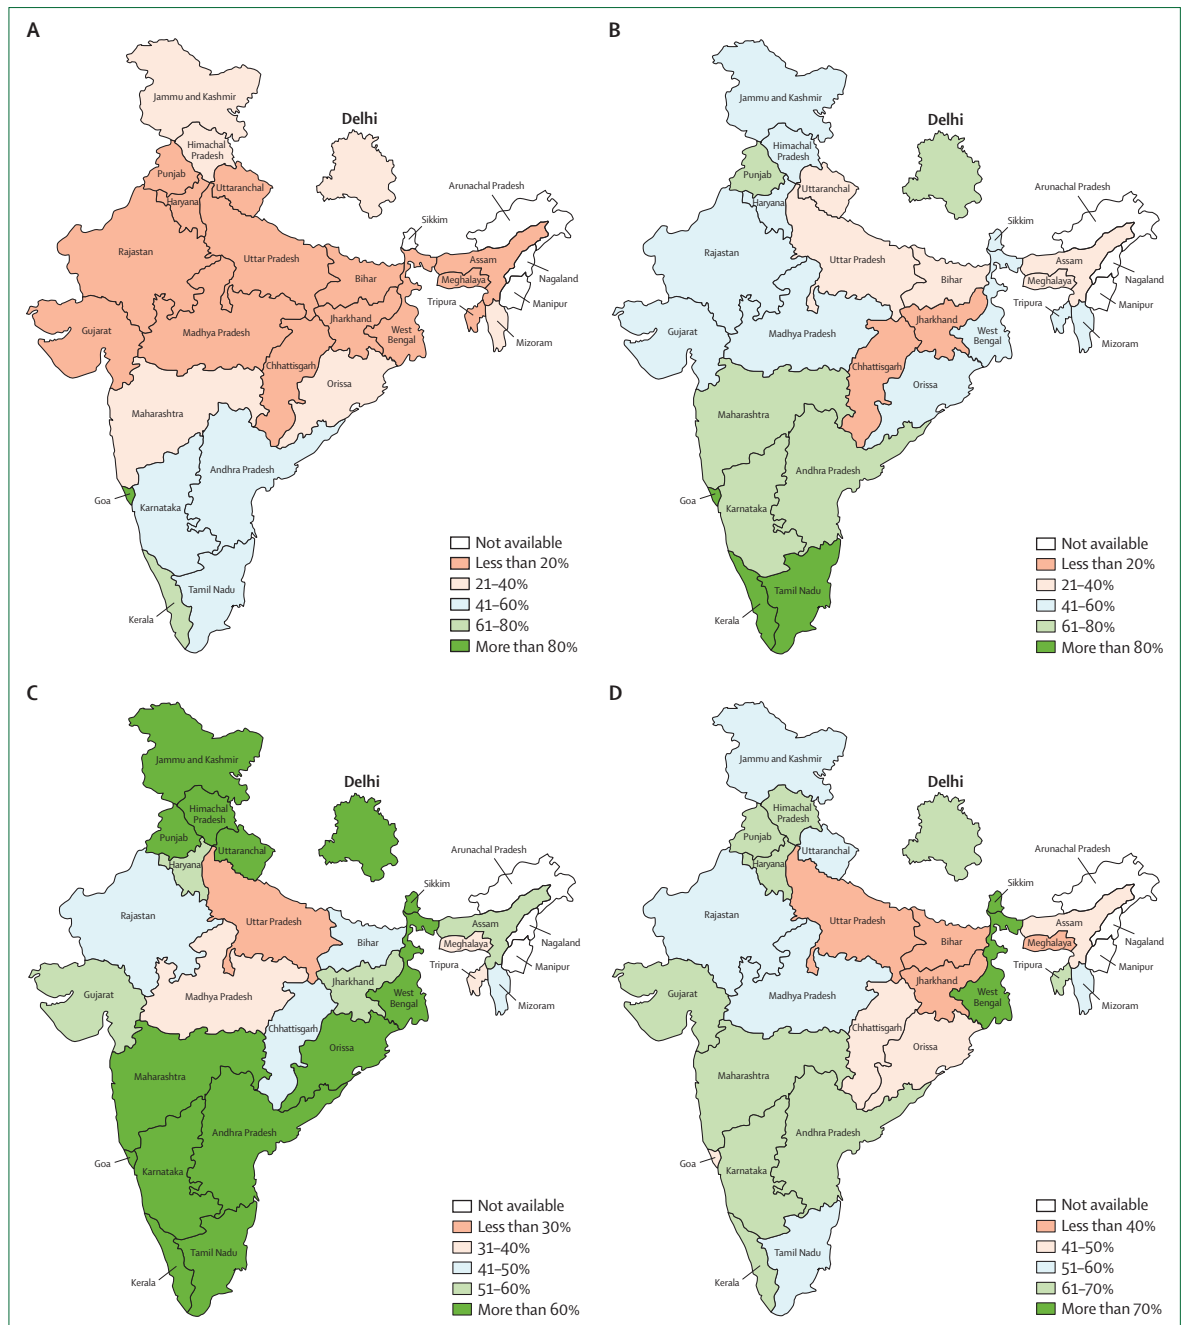 A
Jammu and Kashmir
Himachal
Pradesh
Delhi
Punjab
Uttaranchal
Haryana
Arunachal Pradesh
Sikkim
Rajastan
Uttar Pradesh
Assam
Bihar
Meghalaya
Nagaland
Tripura
Manipur
Gujarat
Madhya Pradesh
Jharkhand
West
Bengal
Mizoram
Chhattisgarh
Orissa
Maharashtra
Andhra Pradesh
Goa
Karnataka
Tamil Nadu
Kerala
Not available
Less than 20%
21–40%
41–60%
61–80%
More than 80%
B
Jammu and Kashmir
Himachal
Pradesh
Delhi
Punjab
Uttaranchal
Haryana
Arunachal Pradesh
Sikkim
Rajastan
Uttar Pradesh
Assam
Bihar
Meghalaya
Nagaland
Tripura
Manipur
Gujarat
Madhya Pradesh
Jharkhand
West
Bengal
Mizoram
Chhattisgarh
Orissa
Maharashtra
Andhra Pradesh
Goa
Karnataka
Tamil Nadu
Kerala
Not available
Less than 20%
21–40%
41–60%
61–80%
More than 80%
C
Jammu and Kashmir
Himachal
Pradesh
Delhi
Punjab
Uttaranchal
Haryana
Arunachal Pradesh
Sikkim
Rajastan
Uttar Pradesh
Assam
Bihar
Meghalaya
Nagaland
Tripura
Manipur
Gujarat
Madhya Pradesh
Jharkhand
West
Bengal
Mizoram
Chhattisgarh
Orissa
Maharashtra
Andhra Pradesh
Goa
Karnataka
Tamil Nadu
Kerala
Not available
Less than 30%
31–40%
41–50%
51–60%
More than 60%
D
Jammu and Kashmir
Himachal
Pradesh
Delhi
Punjab
Uttaranchal
Haryana
Arunachal Pradesh
Sikkim
Rajastan
Uttar Pradesh
Assam
Bihar
Meghalaya
Nagaland
Tripura
Manipur
Gujarat
Madhya Pradesh
Jharkhand
West
Bengal
Mizoram
Chhattisgarh
Orissa
Maharashtra
Andhra Pradesh
Goa
Karnataka
Tamil Nadu
Kerala
Not available
Less than 40%
41–50%
51–60%
61–70%
More than 70%